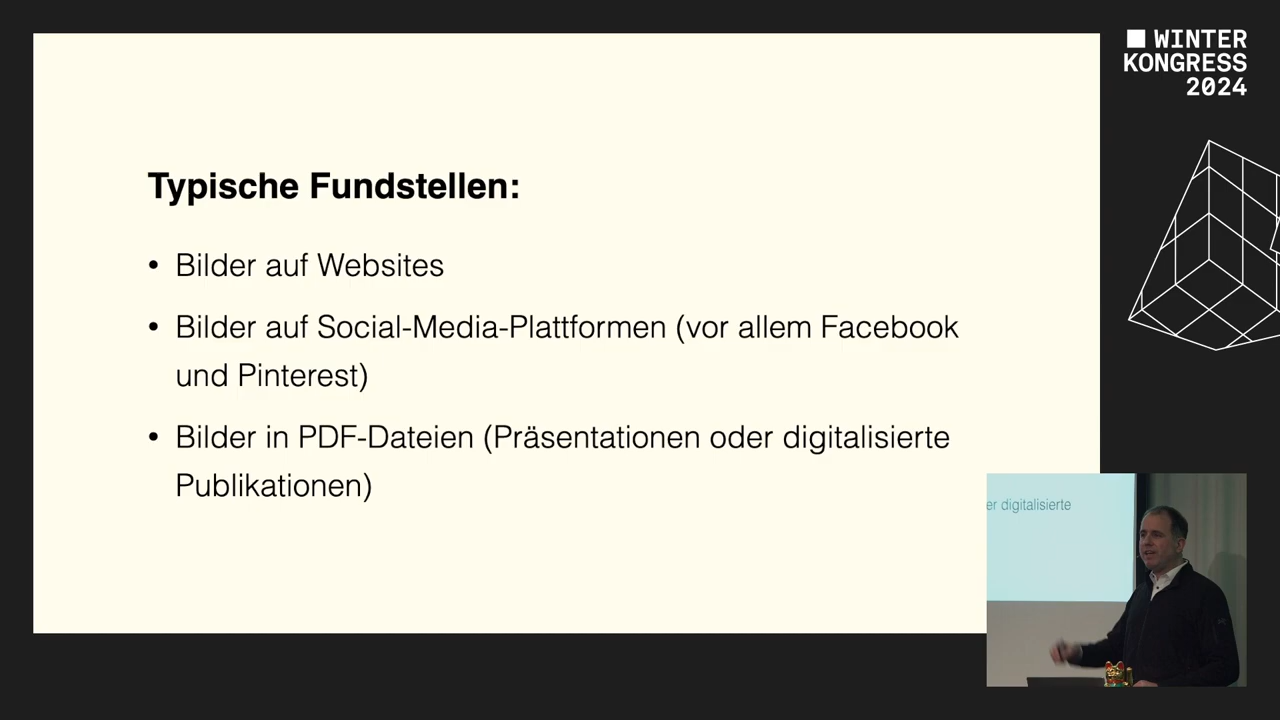 Typische Fundstellen:
• Bilder auf Websites
• Bilder auf Social-Media-Plattformen (vor allem Facebook
und Pinterest)
• Bilder in PDF-Dateien (Präsentationen oder digitalisierte
Publikationen)
WINTER
KONGRESS
2024
er digitalisierte